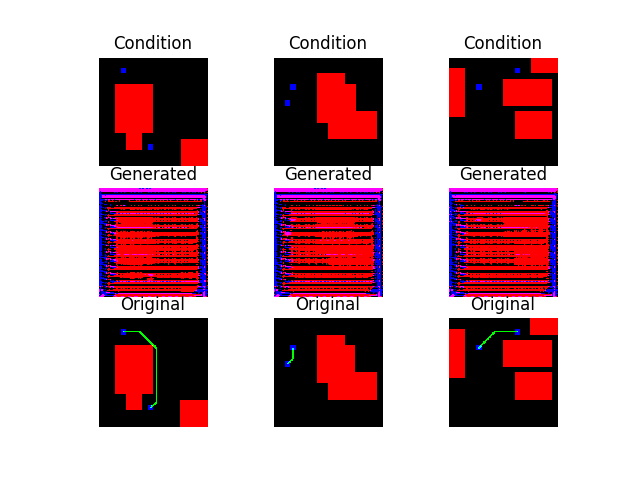 Condition Condition Condition
Generated Generated Generated
Original Original Original